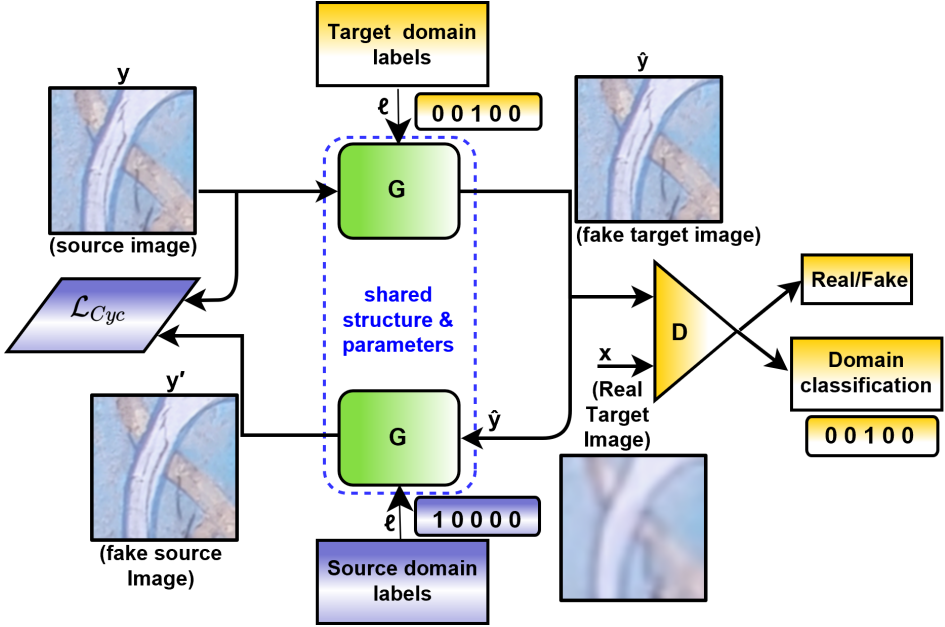 Target domain
labels
y
ŷ
ℓ
0 0 1 0 0
G
(source image)
(fake target image)
shared
structure &
parameters
ℒCyc
Real/Fake
D
x
(Real
Target
Image)
Domain
classification
0 0 1 0 0
y′
G
ŷ
ℓ
1 0 0 0 0
(fake source
Image)
Source domain
labels